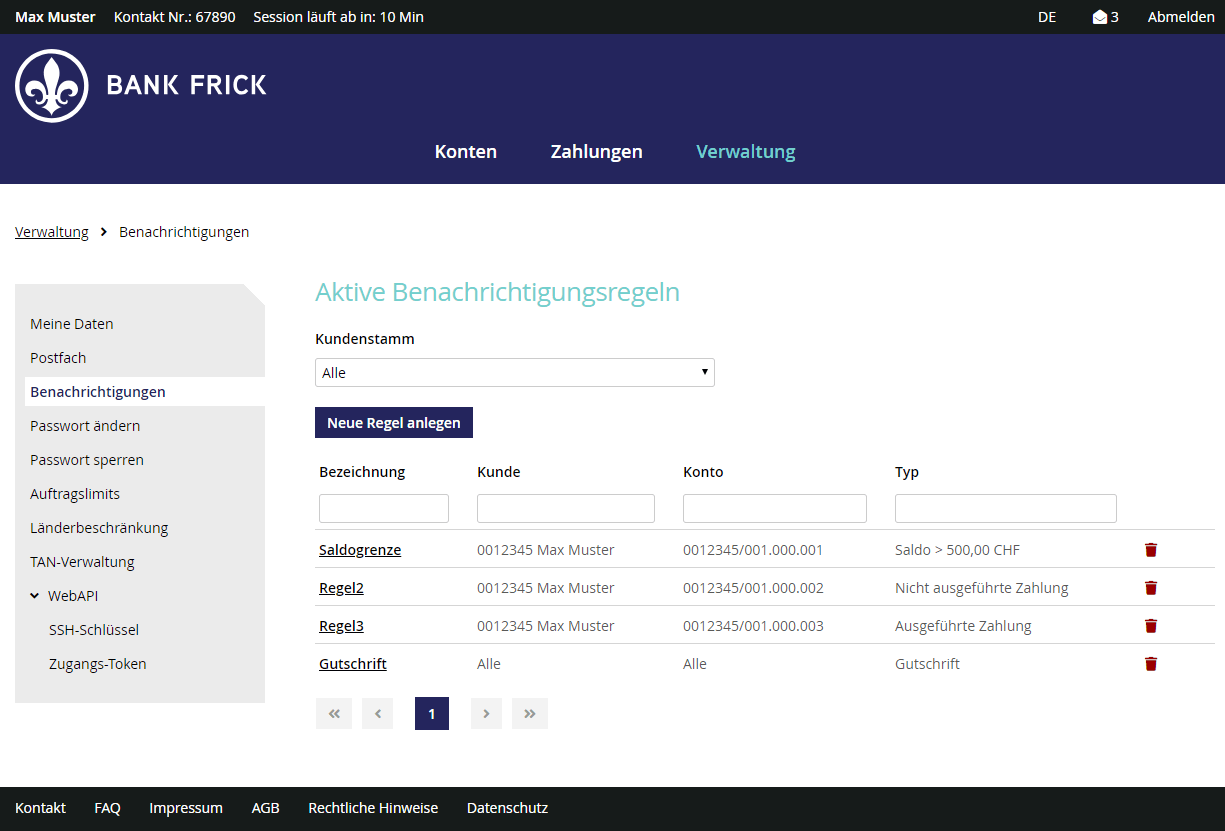 Max Muster Kontakt Nr.: 67890 Session läuft ab in: 10 Min DE 3 Abmelden
BANK FRICK
Konten Zahlungen Verwaltung
Verwaltung Benachrichtigungen
Meine Daten
Postfach
Benachrichtigungen
Passwort ändern
Passwort sperren
Auftragslimits
Länderbeschränkung
TAN-Verwaltung
WebAPI
SSH-Schlüssel
Zugangs-Token
Aktive Benachrichtigungsregeln
Kundenstamm
Alle
Neue Regel anlegen
Bezeichnung Kunde Konto Typ
Saldogrenze 0012345 Max Muster 0012345/001.000.001 Saldo > 500,00 CHF
Regel2 0012345 Max Muster 0012345/001.000.002 Nicht ausgeführte Zahlung
Regel3 0012345 Max Muster 0012345/001.000.003 Ausgeführte Zahlung
Gutschrift Alle Alle Gutschrift
« ‹ 1 › »
Kontakt FAQ Impressum AGB Rechtliche Hinweise Datenschutz